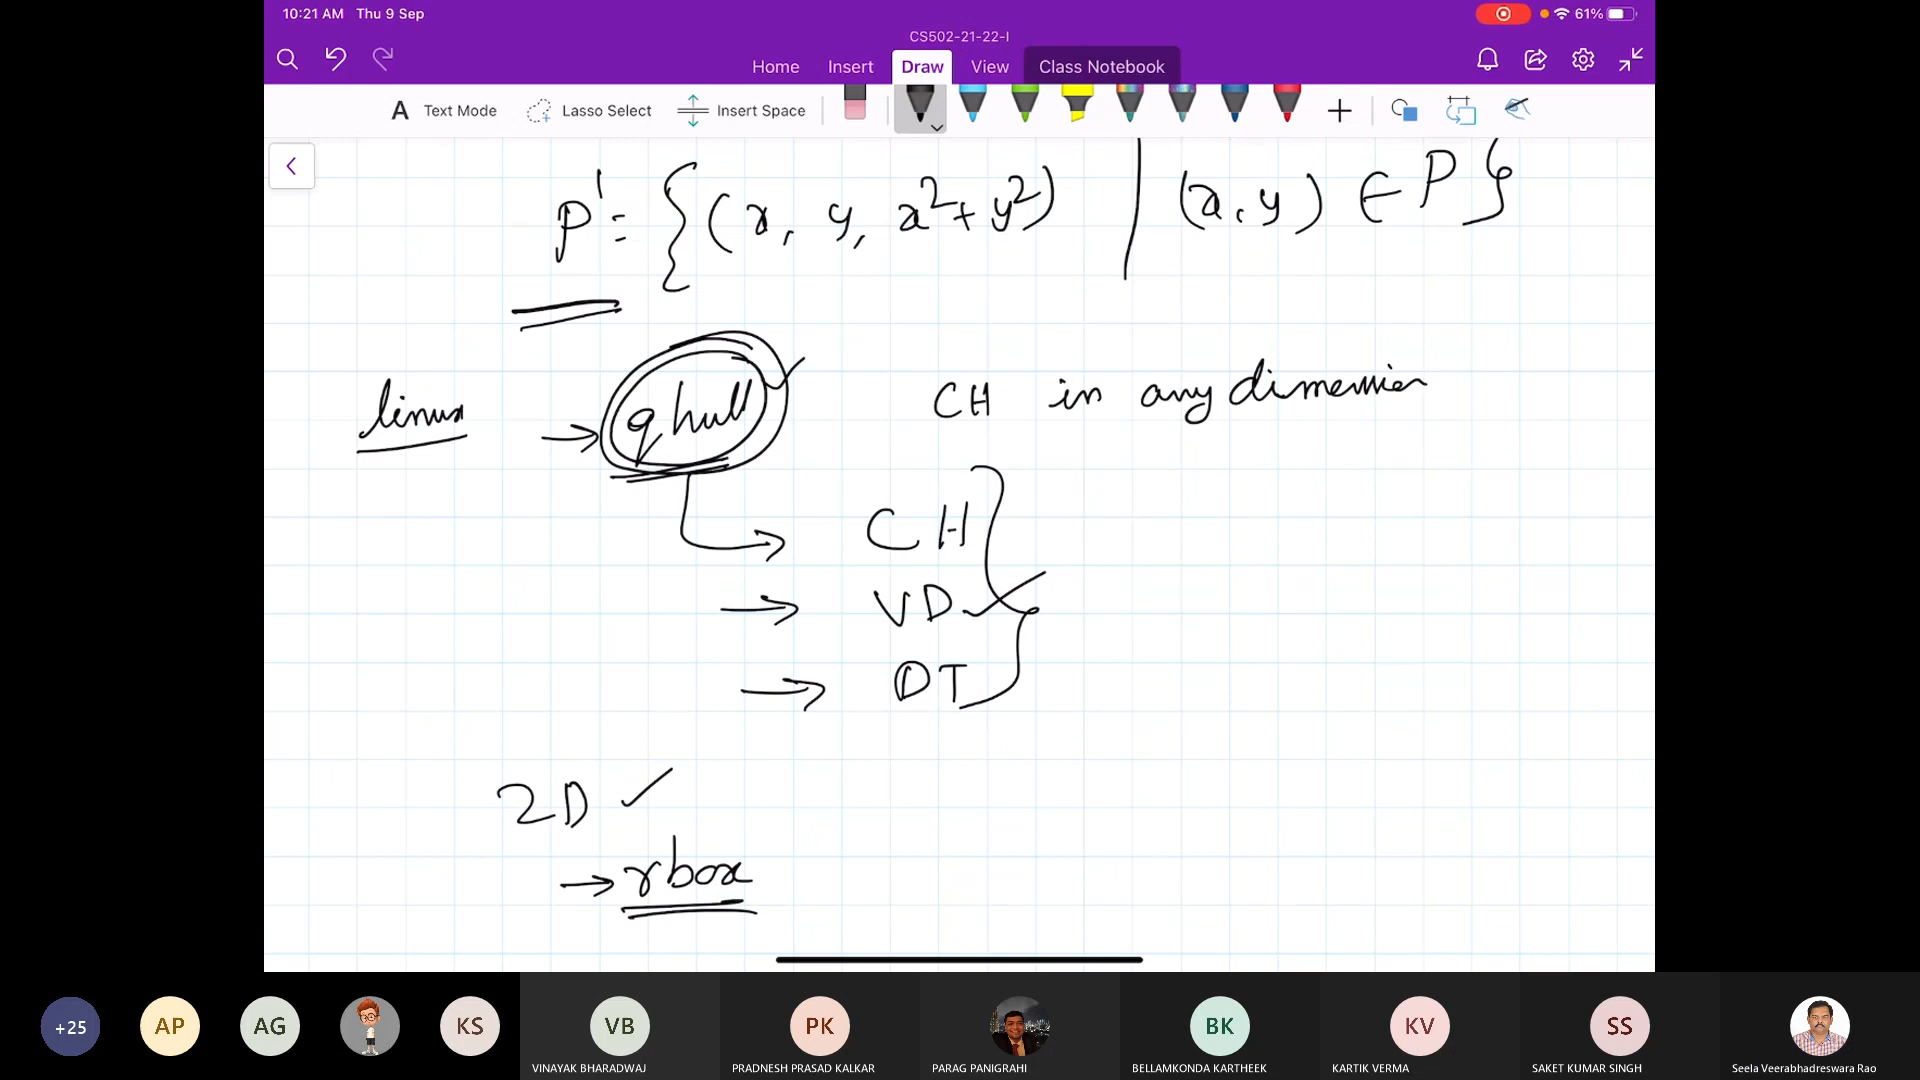 10:21 AM Thu 9 Sep
61%
CS502-21-22-I
Home Insert Draw View Class Notebook
A Text Mode Lasso Select Insert Space
P' = {(x, y, x²+y²) | (x, y) ∈ P}
linux → qhull CH in any dimension
→ CH
→ VD
→ DT
2D ✓
→ rbox
+25 AP AG KS VB PK BK KV SS
VINAYAK BHARADWAJ PRADNESH PRASAD KALKAR PARAG PANIGRAHI BELLAMKONDA KARTHEEK KARTIK VERMA SAKET KUMAR SINGH Seela Veerabhadreswara Rao